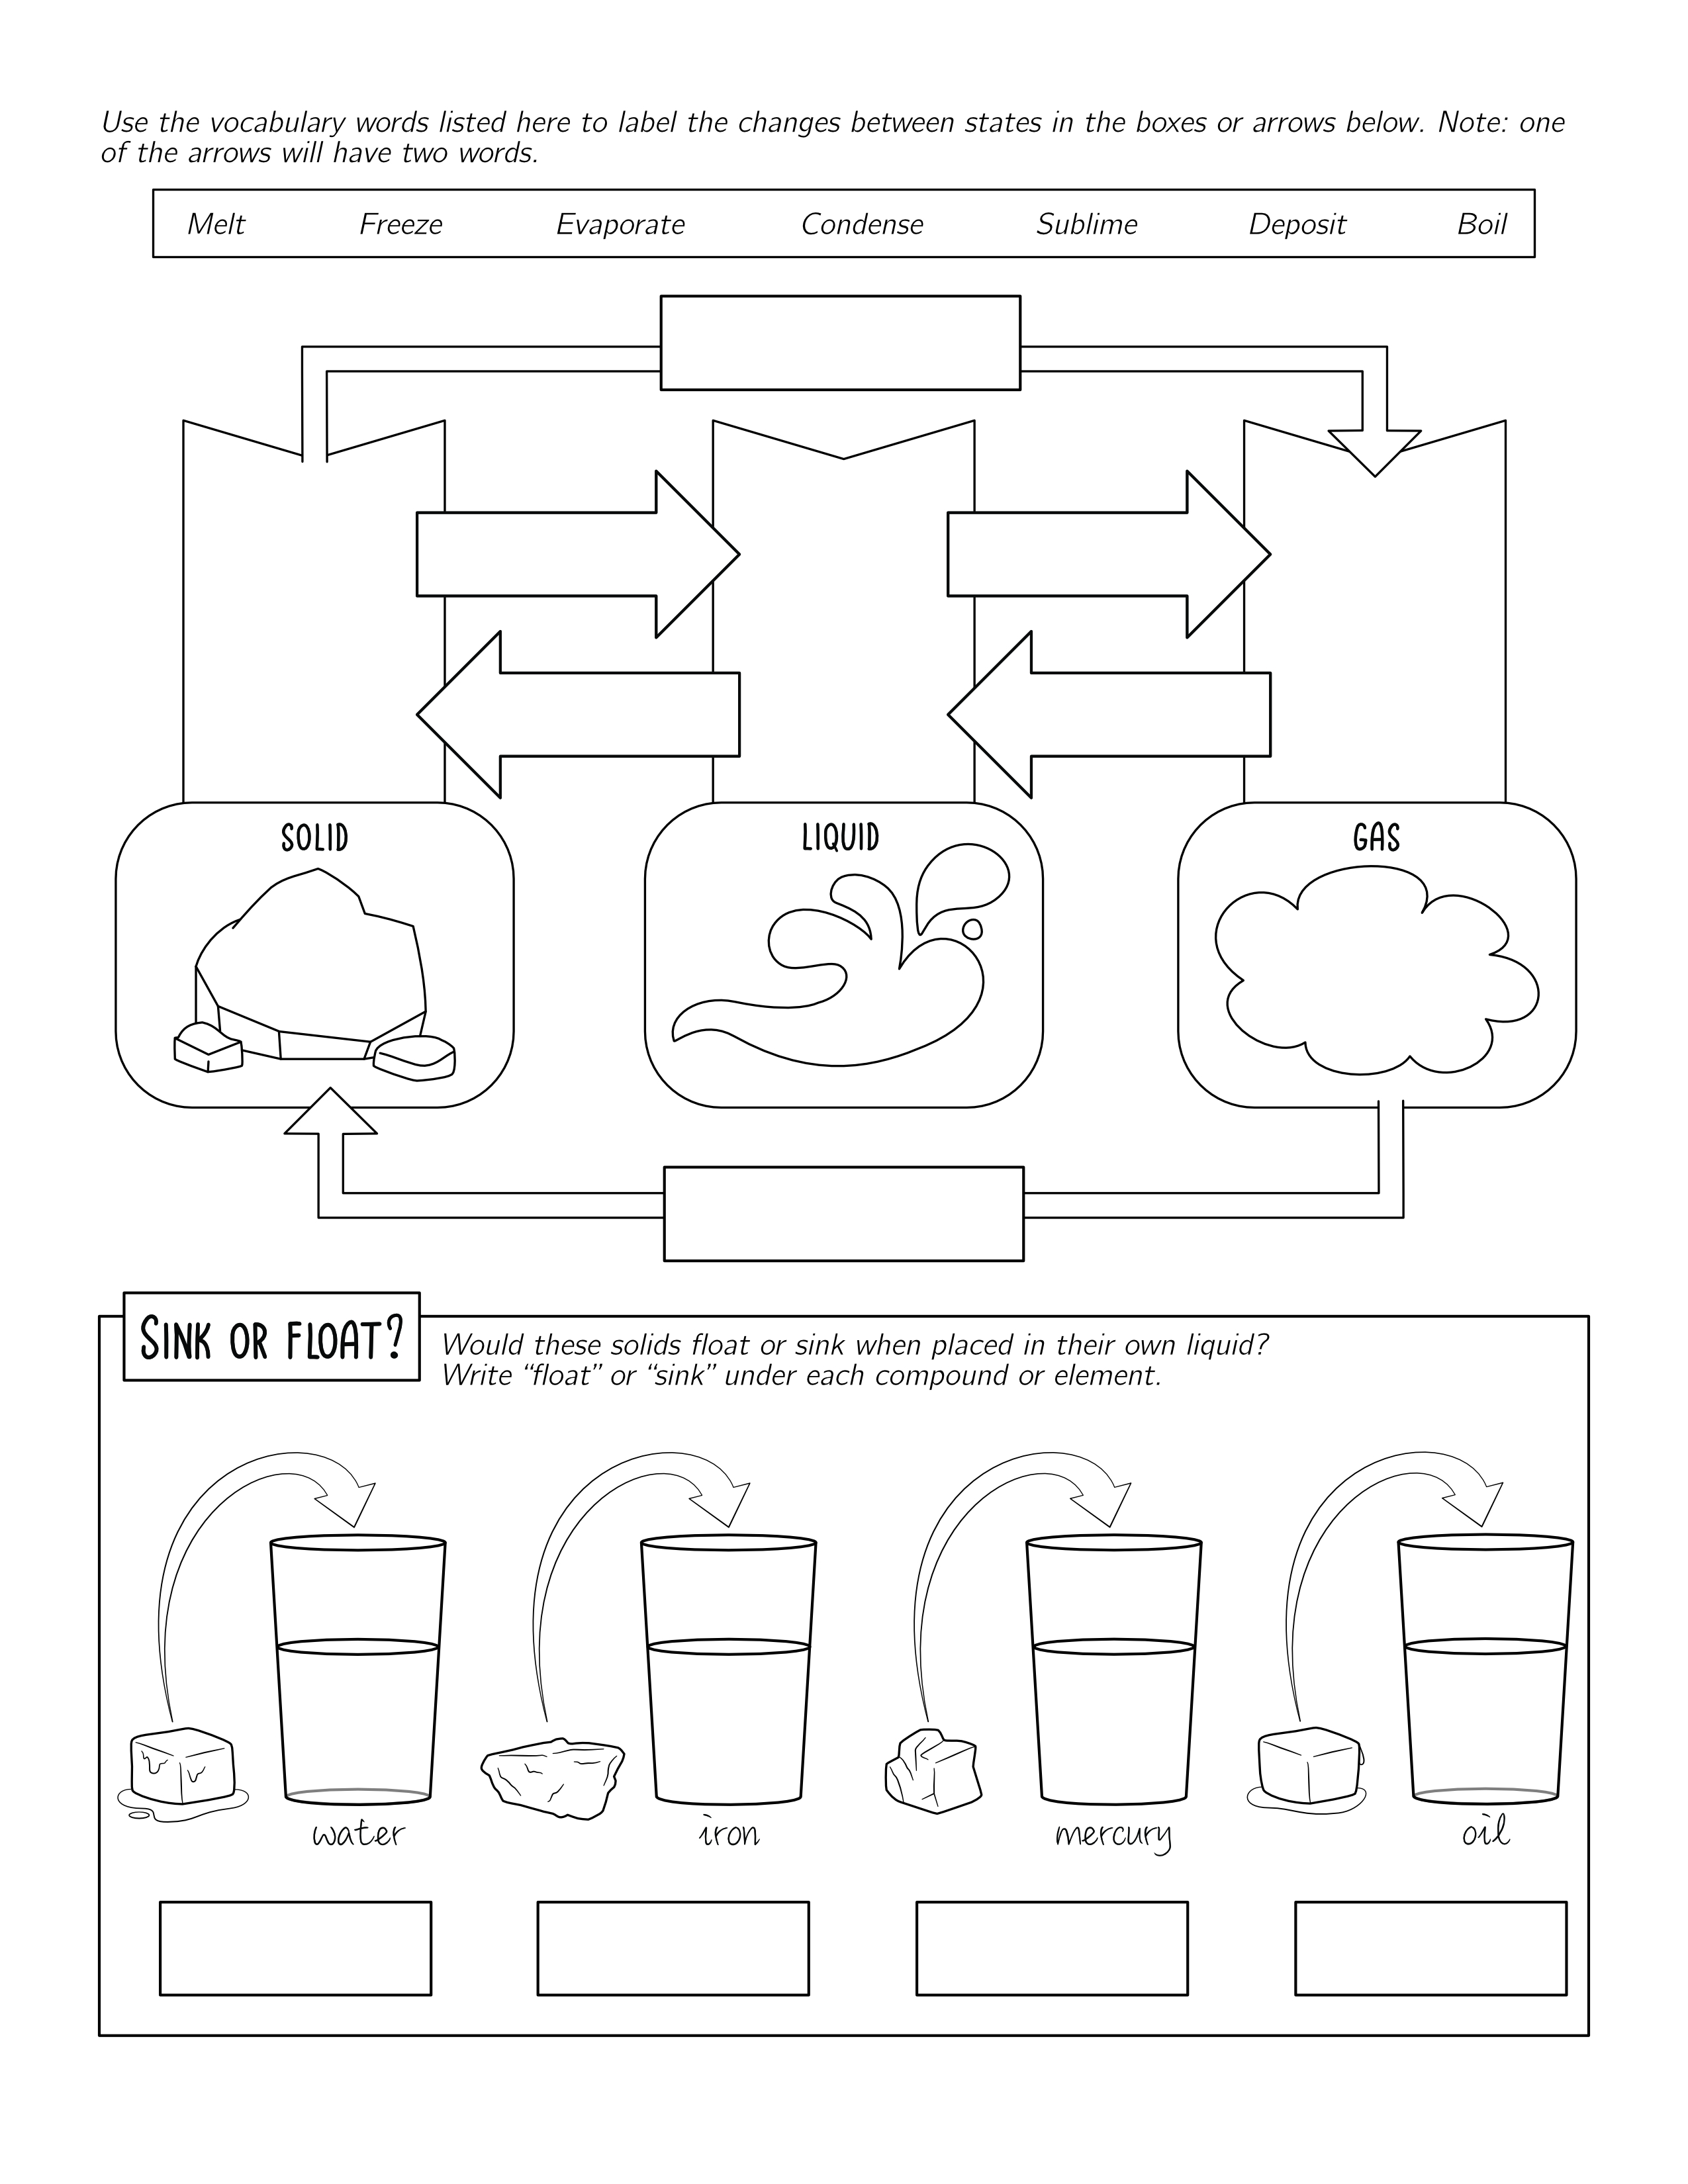 Use the vocabulary words listed here to label the changes between states in the boxes or arrows below. Note: one
of the arrows will have two words.
Melt Freeze Evaporate Condense Sublime Deposit Boil
SOLID LIQUID GAS
SINK OR FLOAT?
Would these solids float or sink when placed in their own liquid?
Write “float” or “sink” under each compound or element.
water iron mercury oil